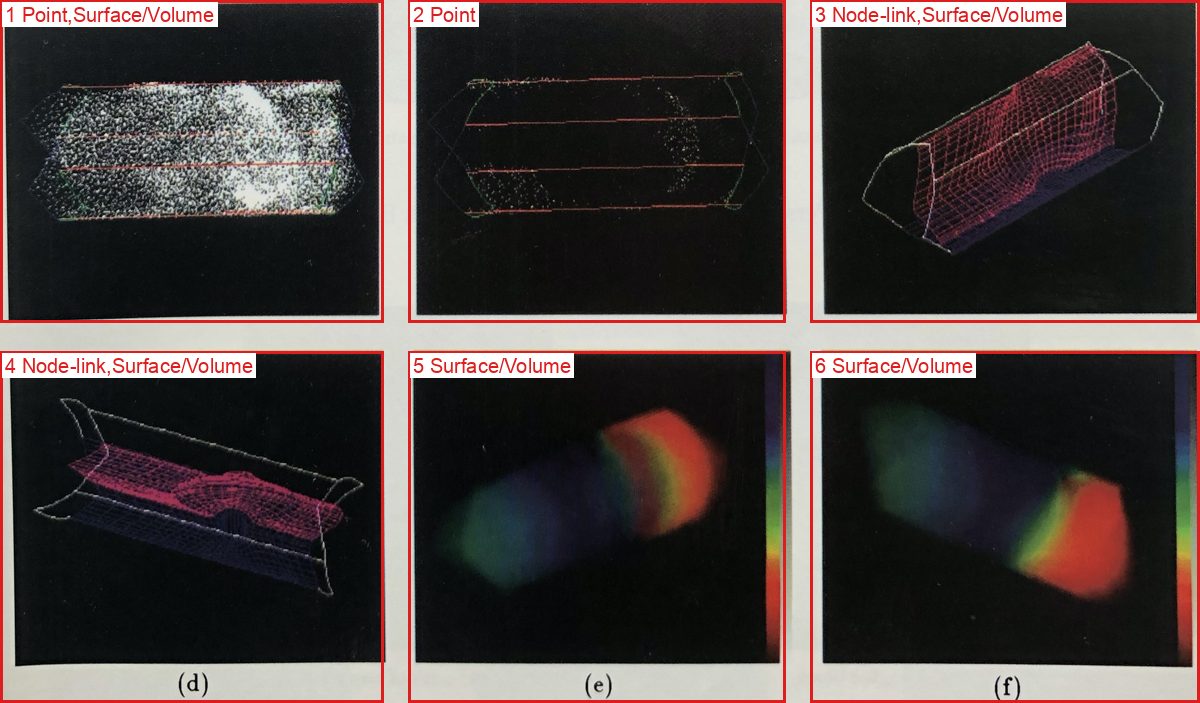 1 Point,Surface/Volume
2 Point
3 Node-link,Surface/Volume
4 Node-link,Surface/Volume
5 Surface/Volume
6 Surface/Volume
(d)
(e)
(f)